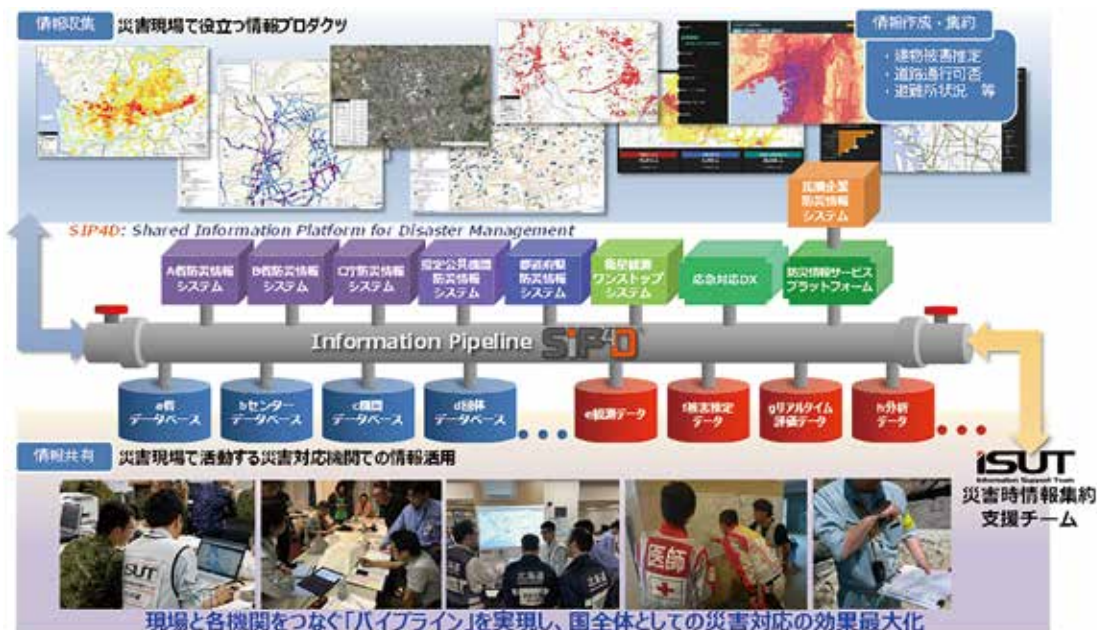 情報収集
災害現場で役立つ情報プロダクツ
情報作成・集約
・建物被害推定
・道路通行可否
・避難所状況 等
民間企業
防災情報
システム
SIP4D: Shared Information Platform for Disaster Management
A省防災情報
システム
B省防災情報
システム
C庁防災情報
システム
指定公共機関
防災情報
システム
都道府県
防災情報
システム
衛星観測
ワンストップ
システム
応急対応DX
防災情報サービス
プラットフォーム
Information Pipeline SIP4D
a省
データベース
bセンター
データベース
c機関
データベース
d団体
データベース
e観測データ
f被害推定
データ
gリアルタイム
評価データ
h分析
データ
情報共有
災害現場で活動する災害対応機関での情報活用
ISUT
Information Support Team
災害時情報集約
支援チーム
ISUT
北海道
医師
現場と各機関をつなぐ「パイプライン」を実現し、国全体としての災害対応の効果最大化